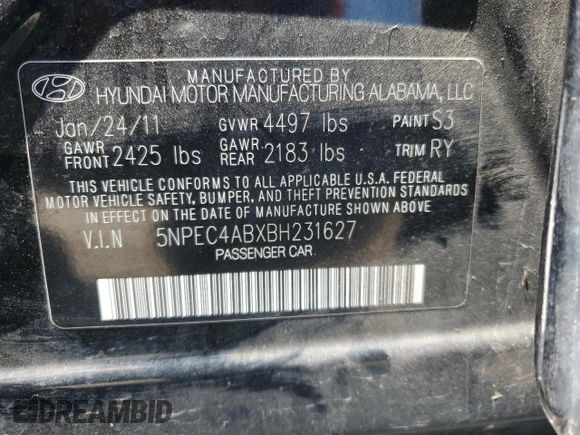 MANUFACTURED BY
HYUNDAI MOTOR MANUFACTURING ALABAMA, LLC
Jan/24/11 GVWR 4497 lbs PAINT S3
GAWR FRONT 2425 lbs GAWR REAR 2183 lbs TRIM RY
THIS VEHICLE CONFORMS TO ALL APPLICABLE U.S.A. FEDERAL
MOTOR VEHICLE SAFETY, BUMPER, AND THEFT PREVENTION STANDARDS
IN EFFECT ON THE DATE OF MANUFACTURE SHOWN ABOVE.
V.I.N 5NPEC4ABXBH231627
PASSENGER CAR
DREAMBID